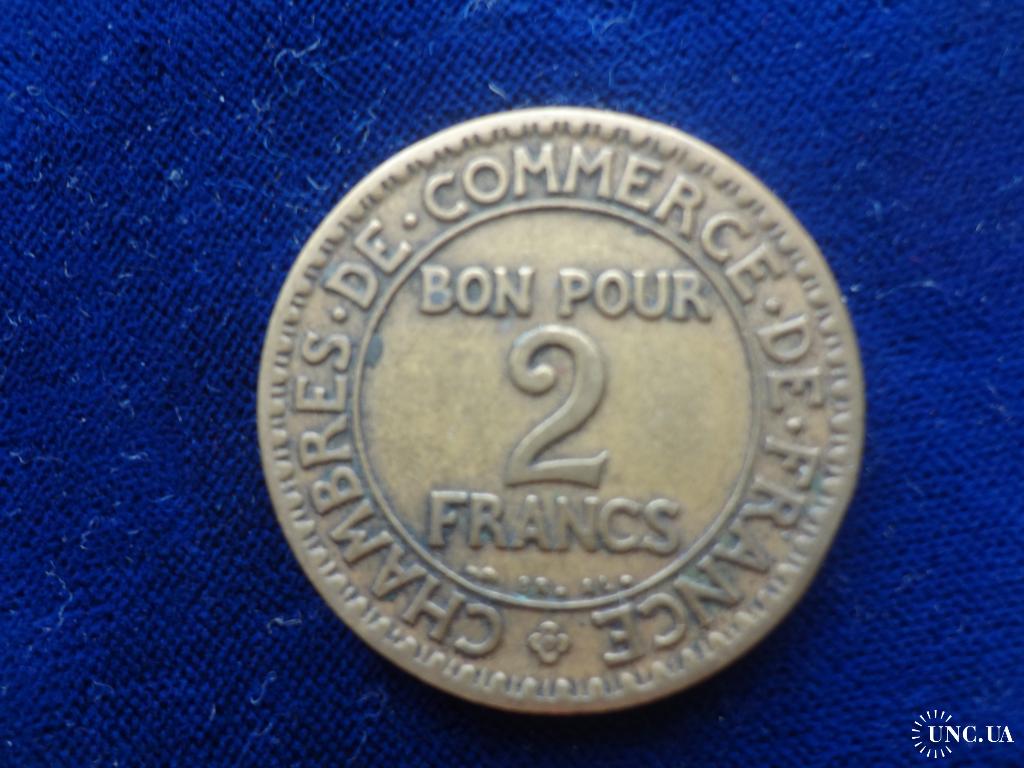 CHAMBRES · DE · COMMERCE · DE · FRANCE
BON POUR
2
FRANCS
UNC.UA